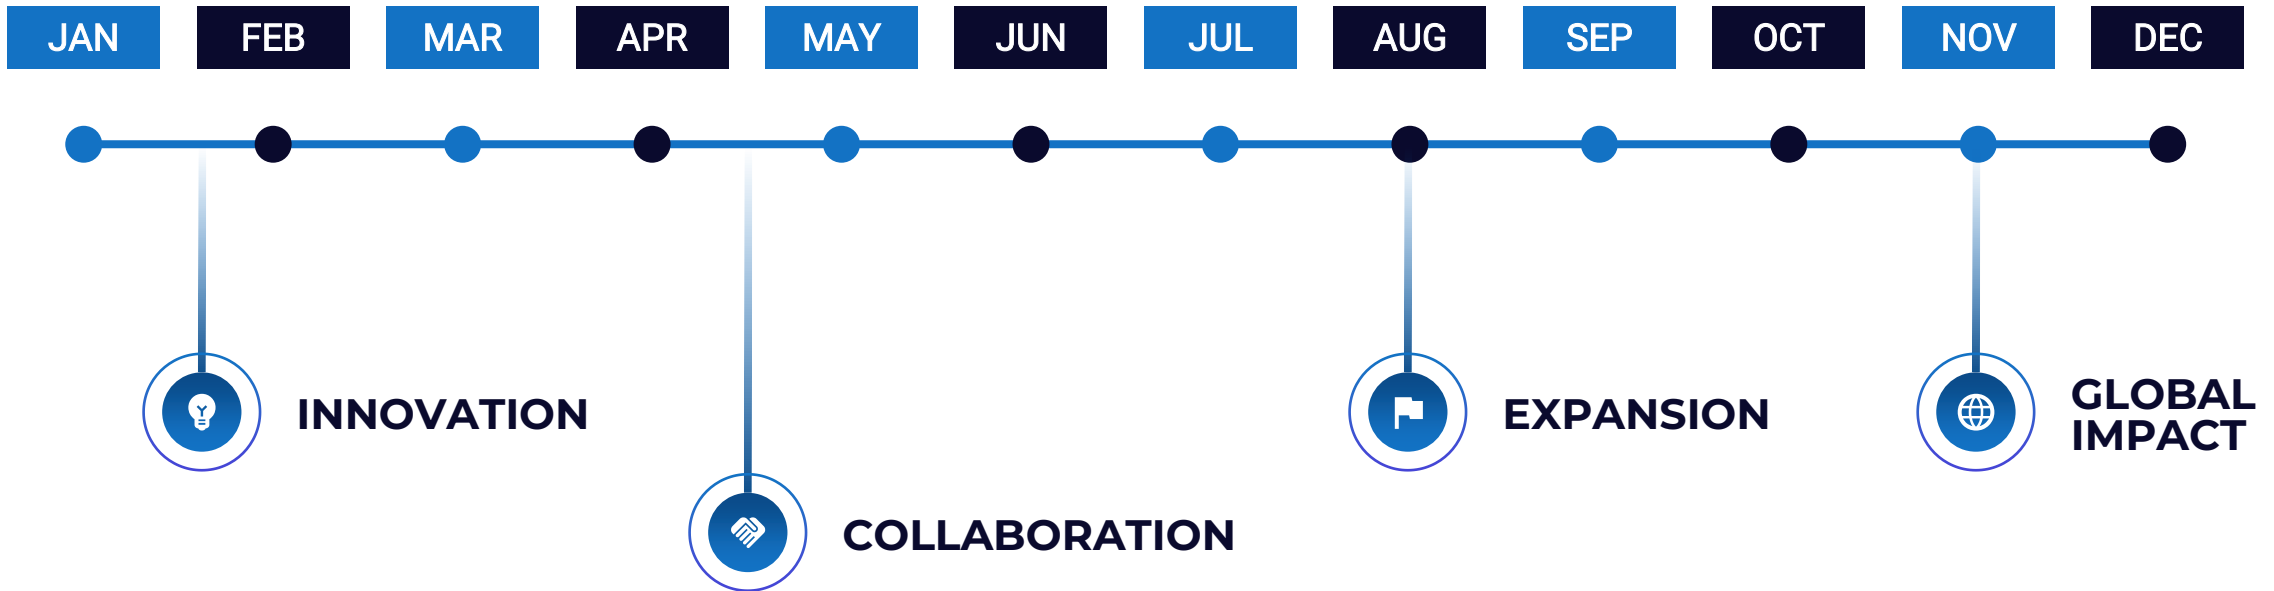 JAN FEB MAR APR MAY JUN JUL AUG SEP OCT NOV DEC
INNOVATION
COLLABORATION
EXPANSION
GLOBAL
IMPACT